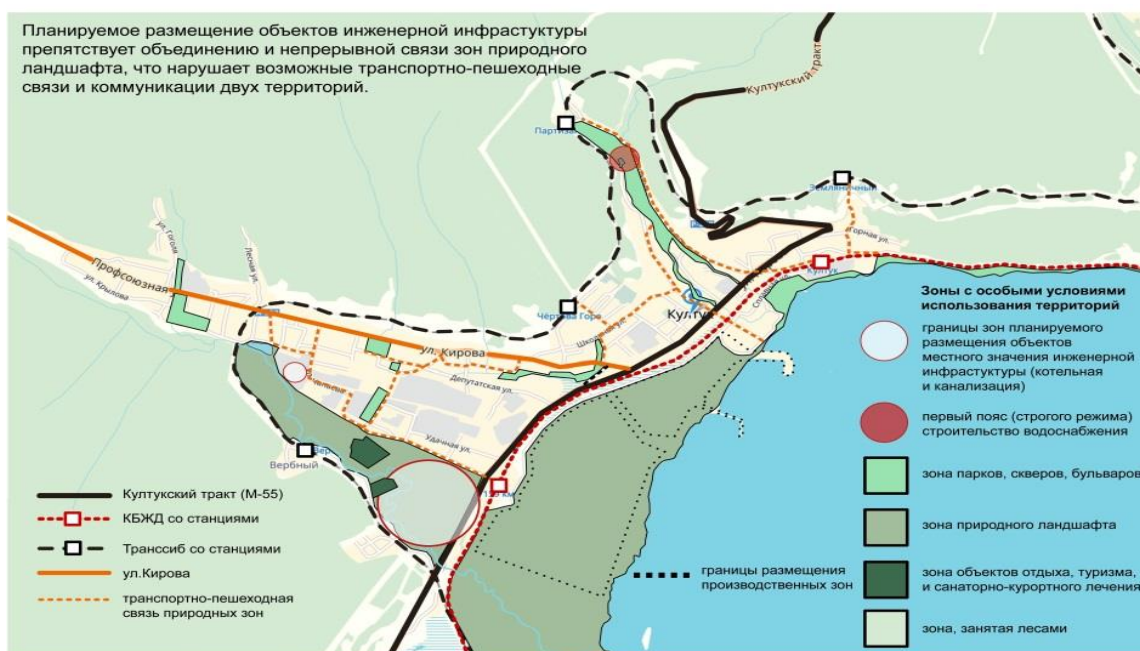 Планируемое размещение объектов инженерной инфраструктуры
препятствует объединению и непрерывной связи зон природного
ландшафта, что нарушает возможные транспортно-пешеходные
связи и коммуникации двух территорий.
Култукский тракт
Партиза
Земляничный
Горная ул.
ул. Гоголя
Лесная ул.
Профсоюзная
ул. Крылова
Култук
Чёртова Гора
Школьная ул.
Култук
ул. Кирова
Депутатская ул.
Удачная ул.
Вербный
Зоны с особыми условиями
использования территорий
границы зон планируемого
размещения объектов
местного значения инженерной
инфрастуктуры (котельная
и канализация)
первый пояс (строгого режима)
строительство водоснабжения
зона парков, скверов, бульваров
зона природного ландшафта
зона объектов отдыха, туризма,
и санаторно-курортного лечения
зона, занятая лесами
Култукский тракт (М-55)
КБЖД со станциями
Транссиб со станциями
ул.Кирова
транспортно-пешеходная
связь природных зон
границы размещения
производственных зон